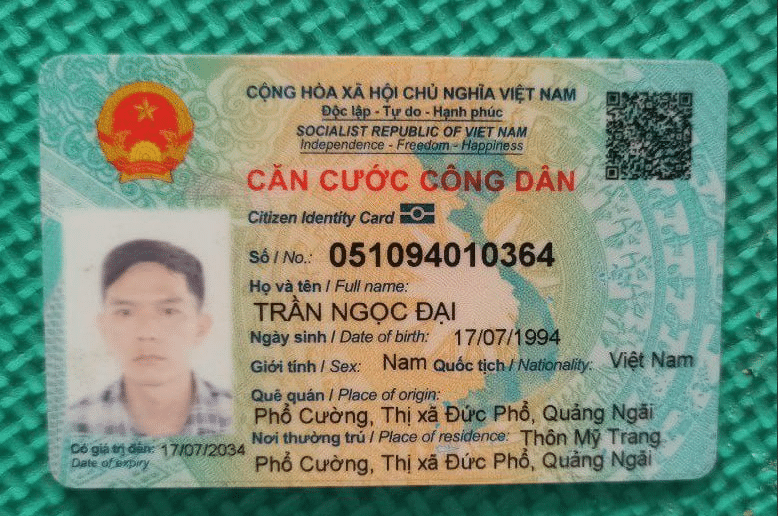 CỘNG HÒA XÃ HỘI CHỦ NGHĨA VIỆT NAM
Độc lập - Tự do - Hạnh phúc
SOCIALIST REPUBLIC OF VIET NAM
Independence - Freedom - Happiness
CĂN CƯỚC CÔNG DÂN
Citizen Identity Card
Số / No.: 051094010364
Họ và tên / Full name:
TRẦN NGỌC ĐẠI
Ngày sinh / Date of birth: 17/07/1994
Giới tính / Sex: Nam Quốc tịch / Nationality: Việt Nam
Quê quán / Place of origin:
Phổ Cường, Thị xã Đức Phổ, Quảng Ngãi
Nơi thường trú / Place of residence: Thôn Mỹ Trang
Phổ Cường, Thị xã Đức Phổ, Quảng Ngãi
Có giá trị đến: 17/07/2034
Date of expiry